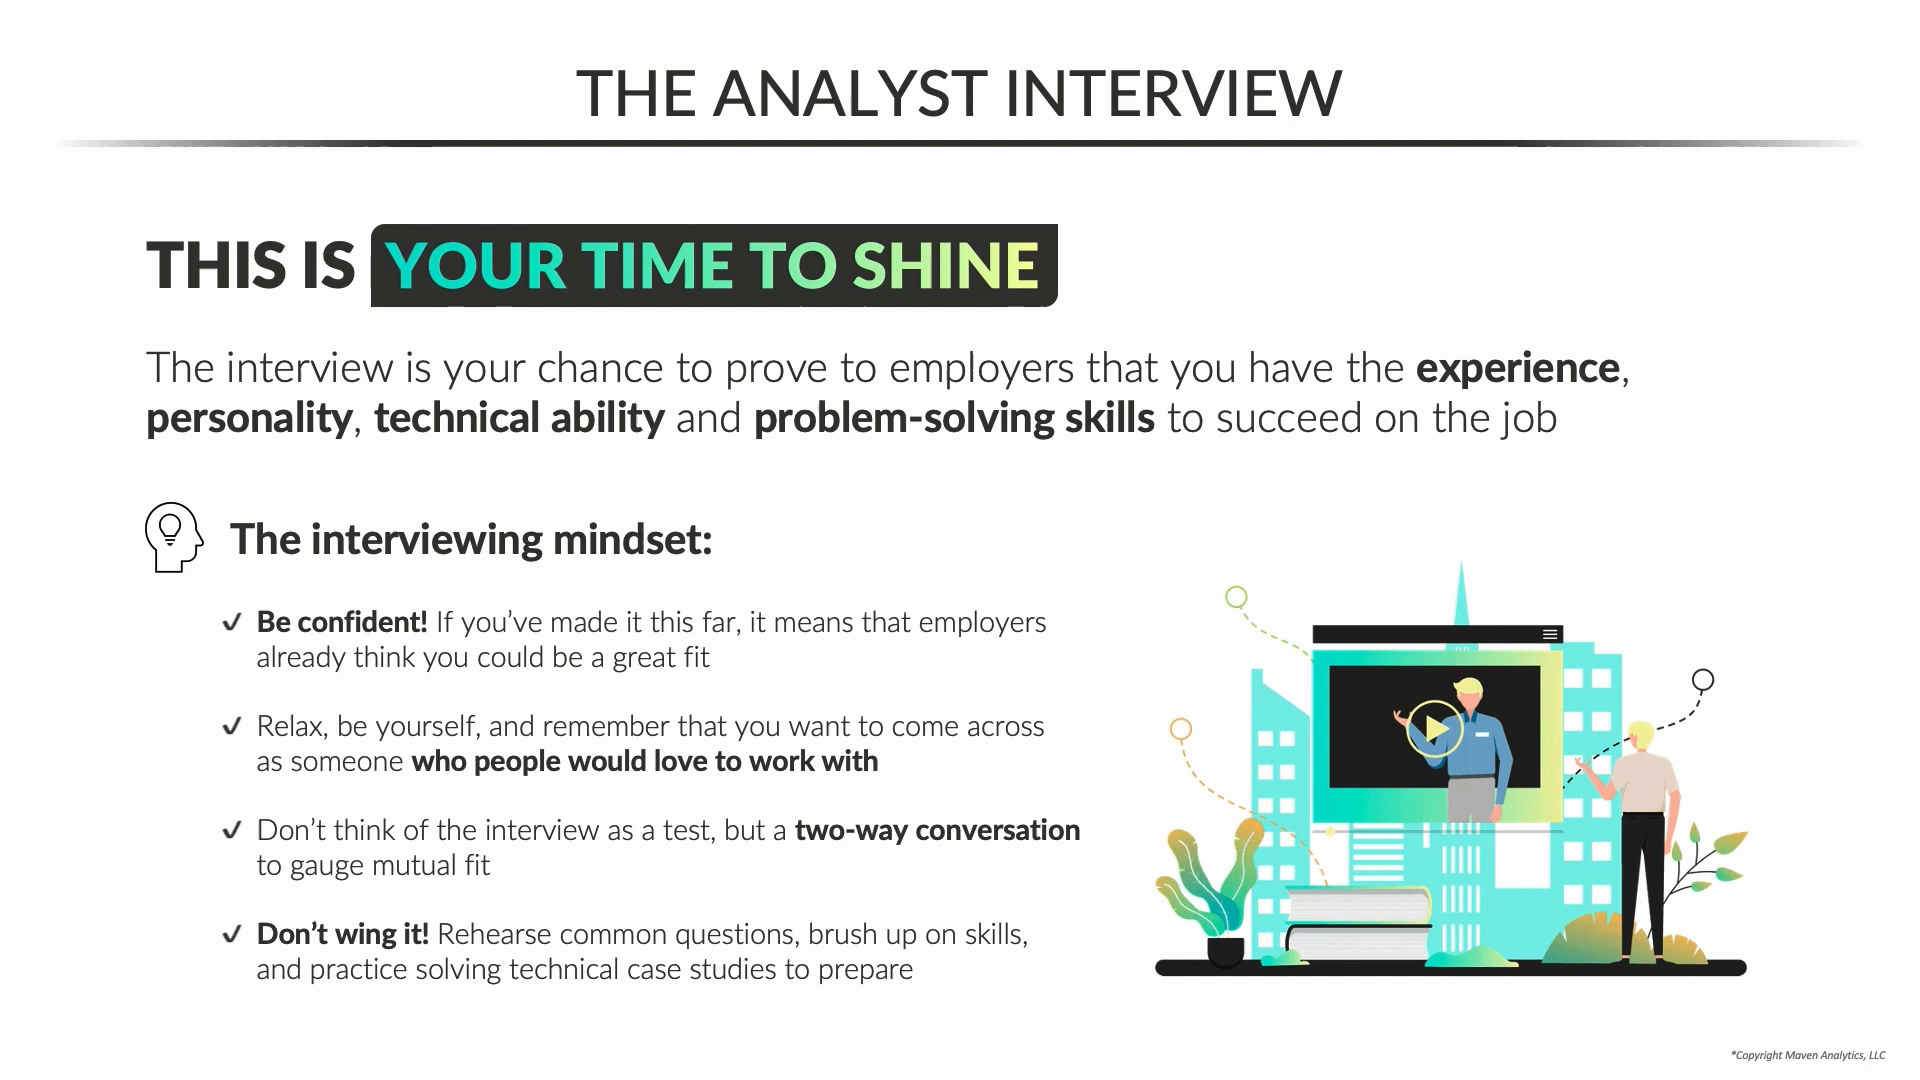 THE ANALYST INTERVIEW
THIS IS YOUR TIME TO SHINE
The interview is your chance to prove to employers that you have the experience,
personality, technical ability and problem-solving skills to succeed on the job
The interviewing mindset:
✓ Be confident! If you’ve made it this far, it means that employers
already think you could be a great fit
✓ Relax, be yourself, and remember that you want to come across
as someone who people would love to work with
✓ Don’t think of the interview as a test, but a two-way conversation
to gauge mutual fit
✓ Don’t wing it! Rehearse common questions, brush up on skills,
and practice solving technical case studies to prepare
*Copyright Maven Analytics, LLC